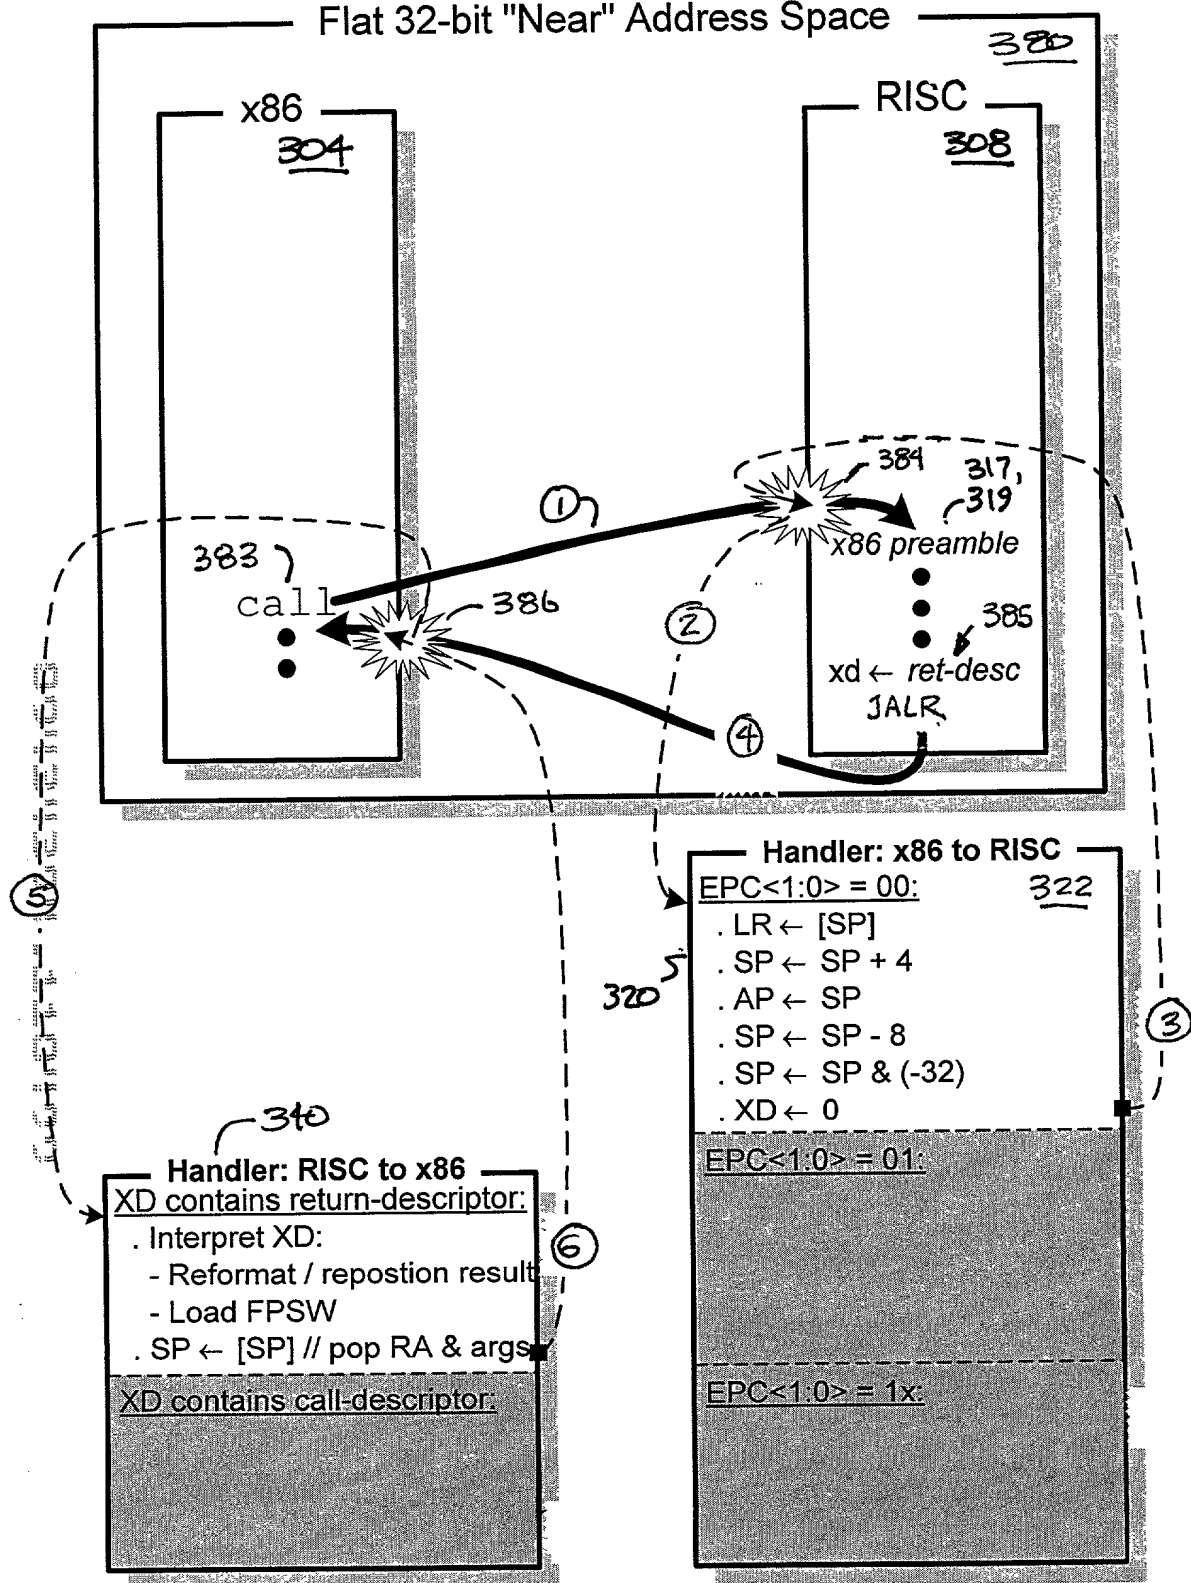 Flat 32-bit "Near" Address Space
380
x86
304
RISC
308
384
317,
319
①
x86 preamble
383
call
386
②
385
xd ← ret-desc
JALR
④
Handler: x86 to RISC
EPC<1:0> = 00:
322
. LR ← [SP]
. SP ← SP + 4
320
. AP ← SP
. SP ← SP - 8
③
. SP ← SP & (-32)
. XD ← 0
EPC<1:0> = 01:
EPC<1:0> = 1x:
⑤
340
Handler: RISC to x86
XD contains return-descriptor:
. Interpret XD:
⑥
- Reformat / repostion result
- Load FPSW
. SP ← [SP] // pop RA & args
XD contains call-descriptor: